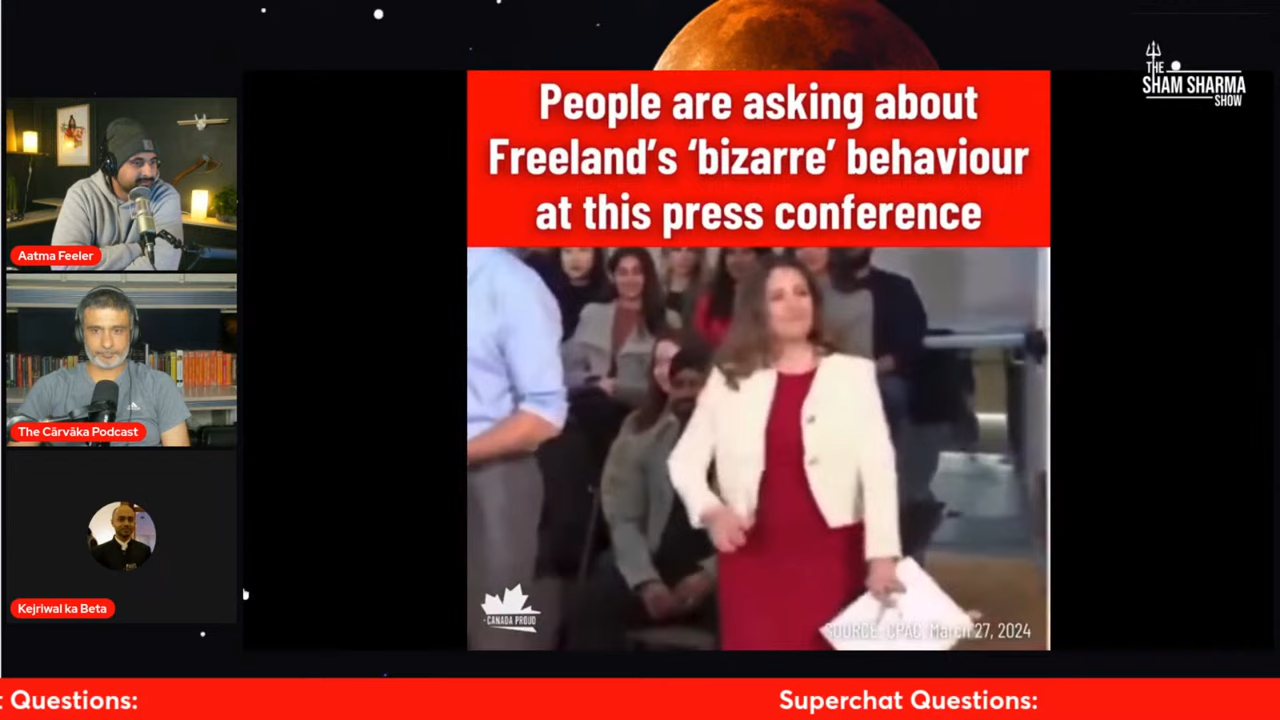 THE
SHAM SHARMA
SHOW
People are asking about
Freeland's 'bizarre' behaviour
at this press conference
Aatma Feeler
The Cārvāka Podcast
Kejriwal ka Beta
CANADA PROUD
SOURCE: CPAC March 27, 2024
t Questions:
Superchat Questions: